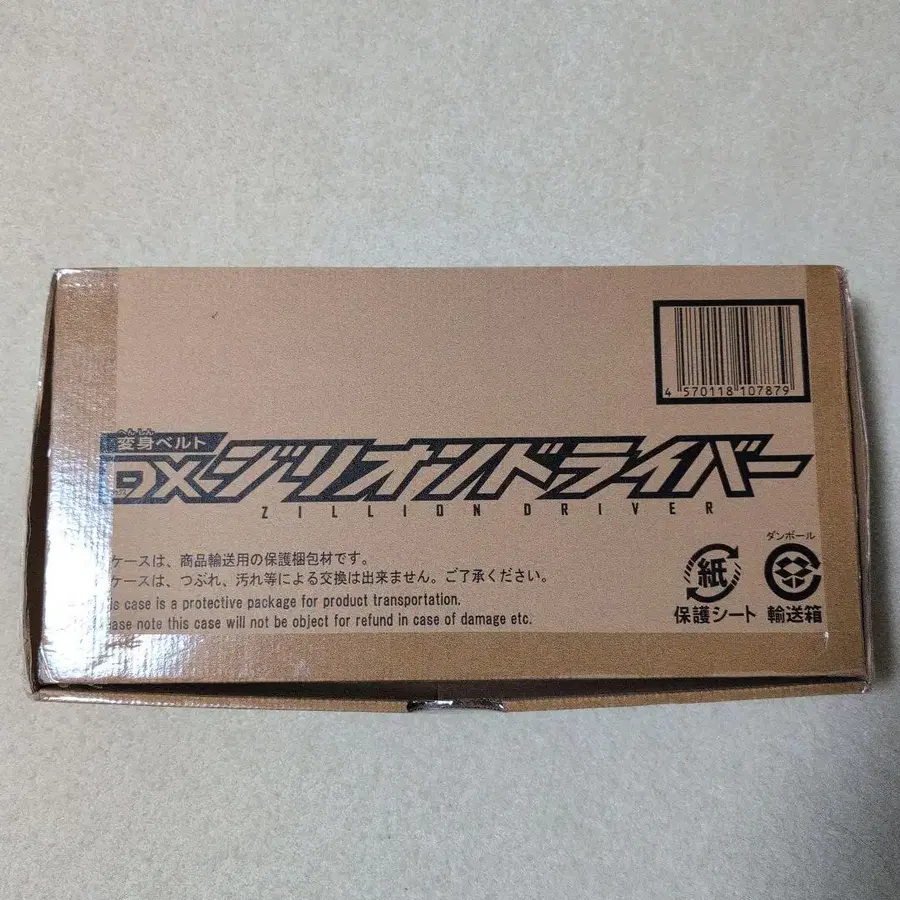 4 570118 107879
へんしん
変身ベルト
DXジリオンドライバー
ZILLION DRIVER
ケースは、商品輸送用の保護梱包材です。
ケースは、つぶれ、汚れ等による交換は出来ません。ご了承ください。
s case is a protective package for product transportation.
ase note this case will not be object for refund in case of damage etc.
紙
保護シート
ダンボール
輸送箱